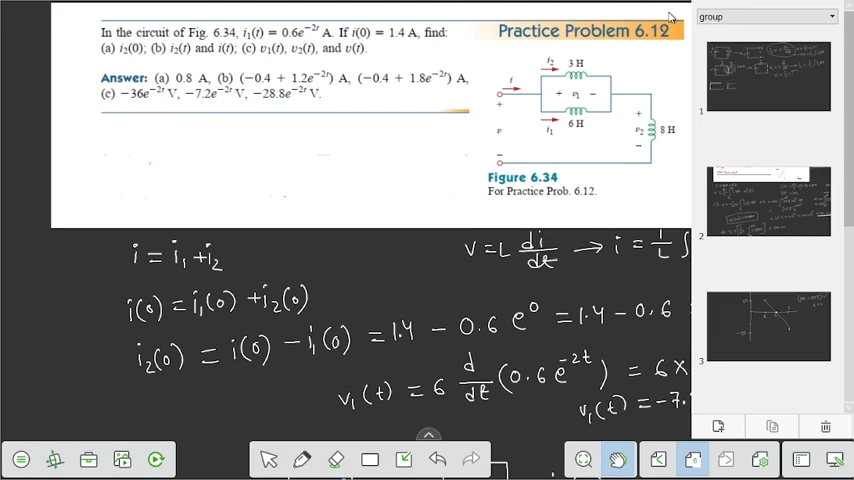 In the circuit of Fig. 6.34, i₁(t) = 0.6e⁻²ᵗ A. If i(0) = 1.4 A, find:
(a) i₂(0); (b) i₂(t) and i(t); (c) v₁(t), v₂(t), and v(t).
Answer: (a) 0.8 A, (b) (−0.4 + 1.2e⁻²ᵗ) A, (−0.4 + 1.8e⁻²ᵗ) A,
(c) −36e⁻²ᵗ V, −7.2e⁻²ᵗ V, −28.8e⁻²ᵗ V.
Practice Problem 6.12
i₂ 3 H
i
+ v₁ −
+
i₁ 6 H
v
−
+
v₂ 8 H
−
Figure 6.34
For Practice Prob. 6.12.
i = i₁ + i₂
v = L di/dt → i = 1/L ∫
i(0) = i₁(0) + i₂(0)
i₂(0) = i(0) − i₁(0) = 1.4 − 0.6 e⁰ = 1.4 − 0.6
v₁(t) = 6 d/dt (0.6 e⁻²ᵗ) = 6 ×
v₁(t) = −7.
group
1
2
3
6